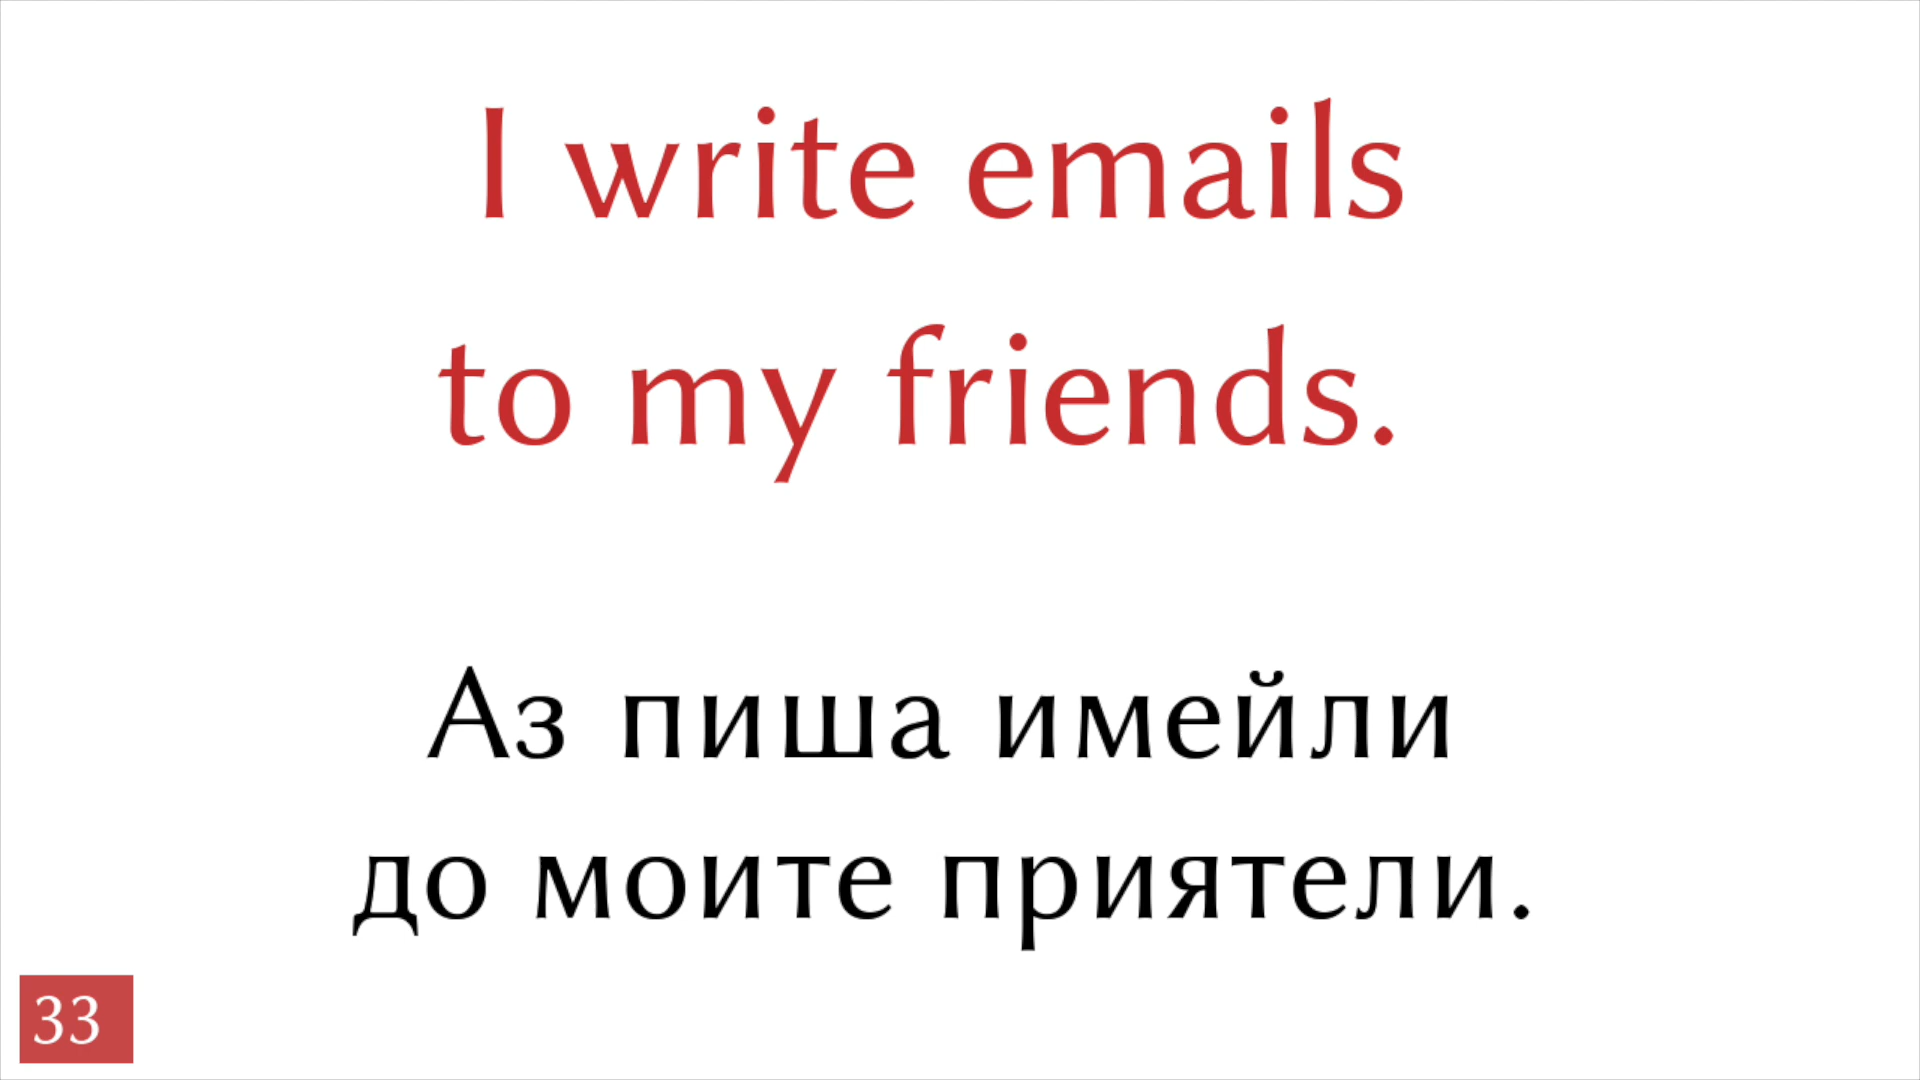 I write emails
to my friends.
Аз пиша имейли
до моите приятели.
33